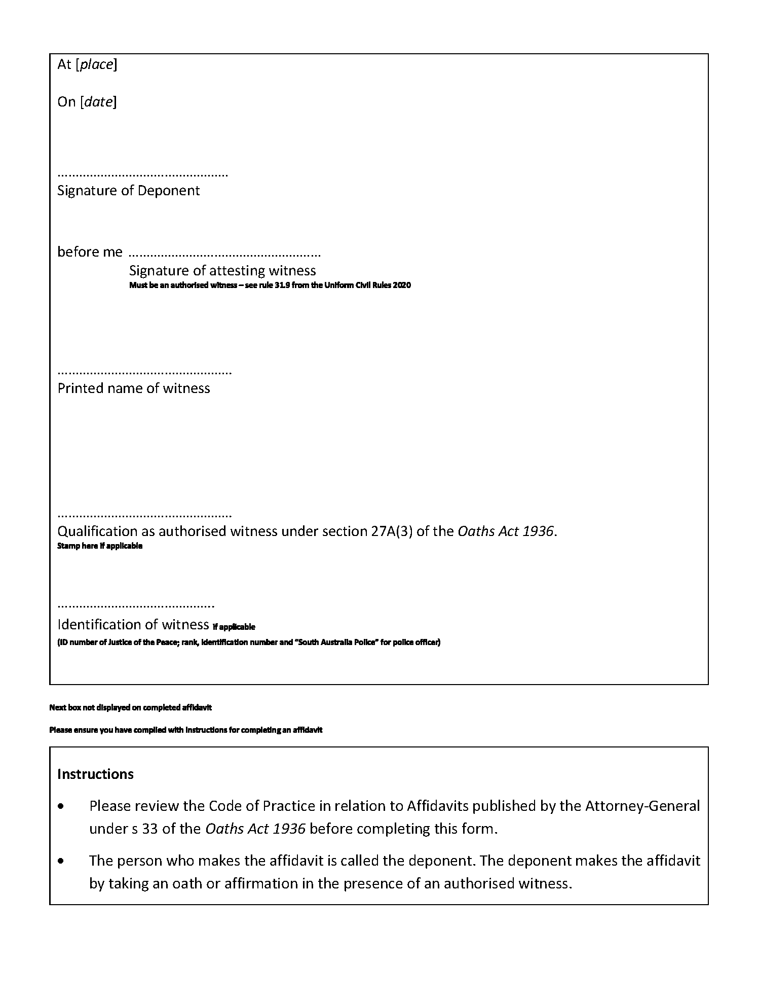 At [place]
On [date]
................................................
Signature of Deponent
before me ......................................................
Signature of attesting witness
Must be an authorised witness – see rule 31.9 from the Uniform Civil Rules 2020
.................................................
Printed name of witness
.................................................
Qualification as authorised witness under section 27A(3) of the Oaths Act 1936.
Stamp here if applicable
............................................
Identification of witness if applicable
(ID number of Justice of the Peace; rank, identification number and “South Australia Police” for police officer)
Next box not displayed on completed affidavit
Please ensure you have complied with instructions for completing an affidavit
Instructions
• Please review the Code of Practice in relation to Affidavits published by the Attorney-General
under s 33 of the Oaths Act 1936 before completing this form.
• The person who makes the affidavit is called the deponent. The deponent makes the affidavit
by taking an oath or affirmation in the presence of an authorised witness.